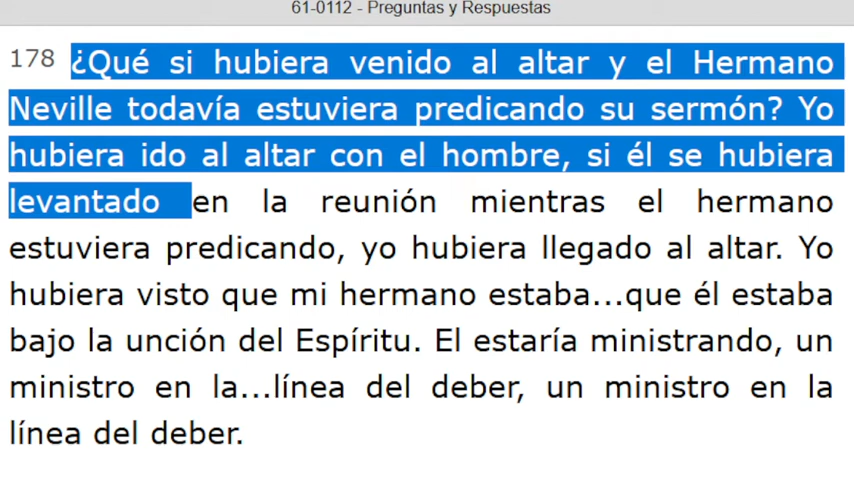 61-0112 - Preguntas y Respuestas
178 ¿Qué si hubiera venido al altar y el Hermano
Neville todavía estuviera predicando su sermón? Yo
hubiera ido al altar con el hombre, si él se hubiera
levantado en la reunión mientras el hermano
estuviera predicando, yo hubiera llegado al altar. Yo
hubiera visto que mi hermano estaba...que él estaba
bajo la unción del Espíritu. El estaría ministrando, un
ministro en la...línea del deber, un ministro en la
línea del deber.